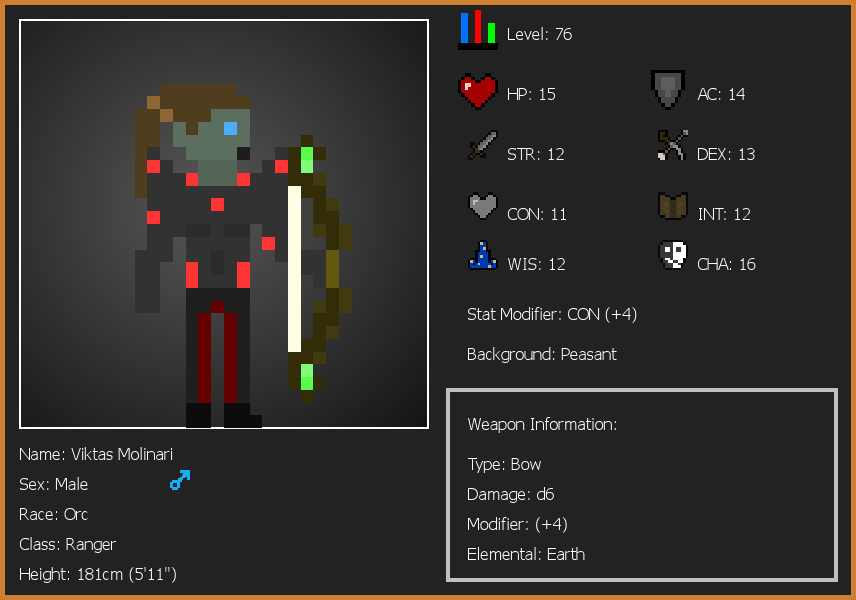 Level: 76
HP: 15
AC: 14
STR: 12
DEX: 13
CON: 11
INT: 12
WIS: 12
CHA: 16
Stat Modifier: CON (+4)
Background: Peasant
Weapon Information:
Type: Bow
Damage: d6
Modifier: (+4)
Elemental: Earth
Name: Viktas Molinari
Sex: Male
Race: Orc
Class: Ranger
Height: 181cm (5'11")